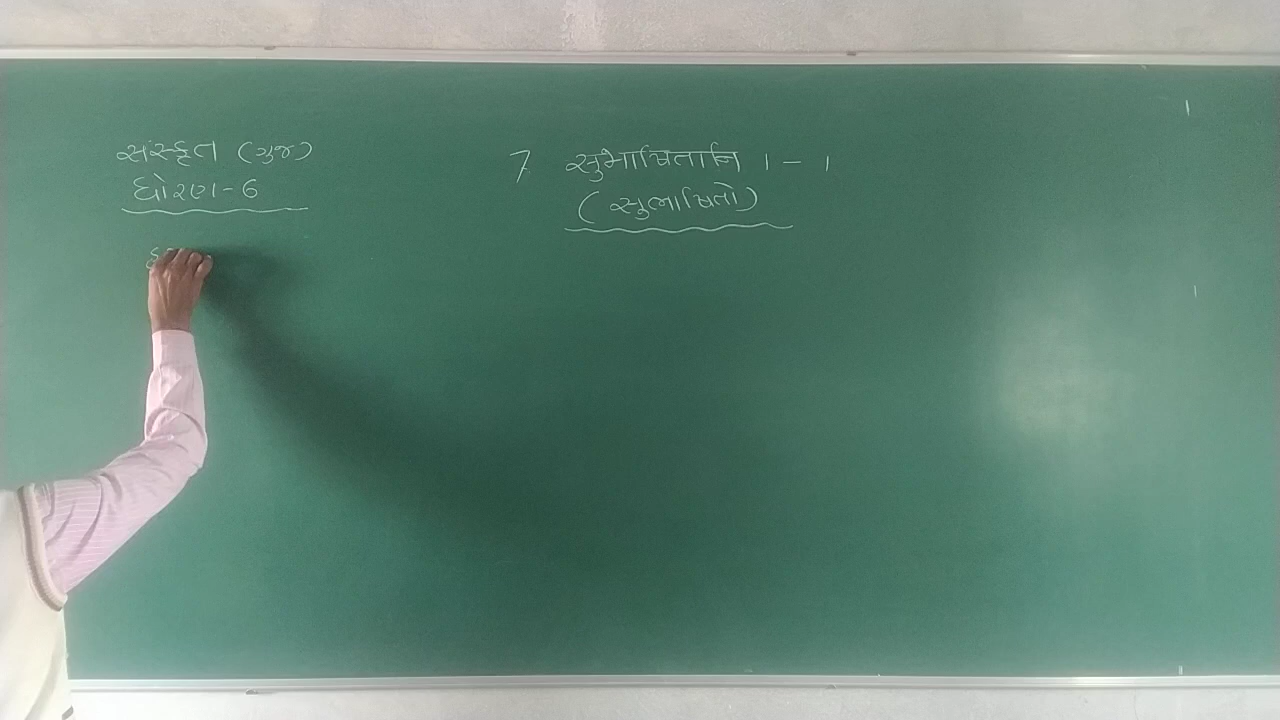 સંસ્કૃત (ગુજ)
ધોરણ-6
7 सुभाषितानि । - ।
(સુભાષિતો)